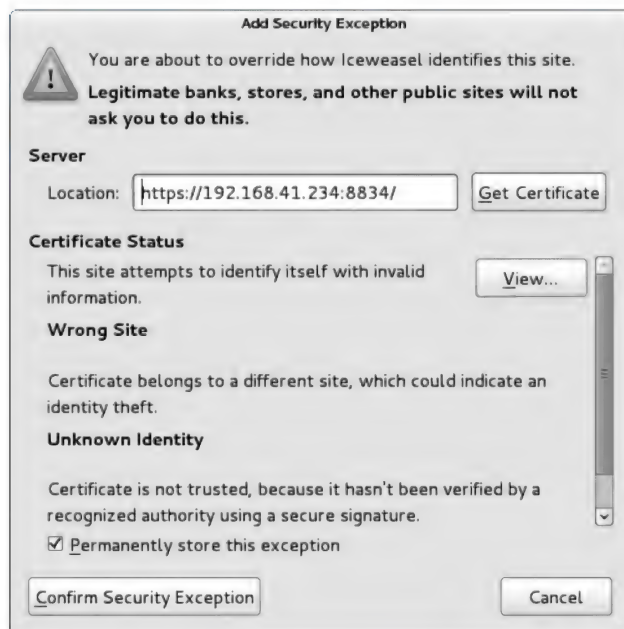 Add Security Exception
You are about to override how Iceweasel identifies this site.
Legitimate banks, stores, and other public sites will not
ask you to do this.
Server
Location: https://192.168.41.234:8834/ Get Certificate
Certificate Status
This site attempts to identify itself with invalid
information.
View...
Wrong Site
Certificate belongs to a different site, which could indicate an
identity theft.
Unknown Identity
Certificate is not trusted, because it hasn't been verified by a
recognized authority using a secure signature.
Permanently store this exception
Confirm Security Exception Cancel